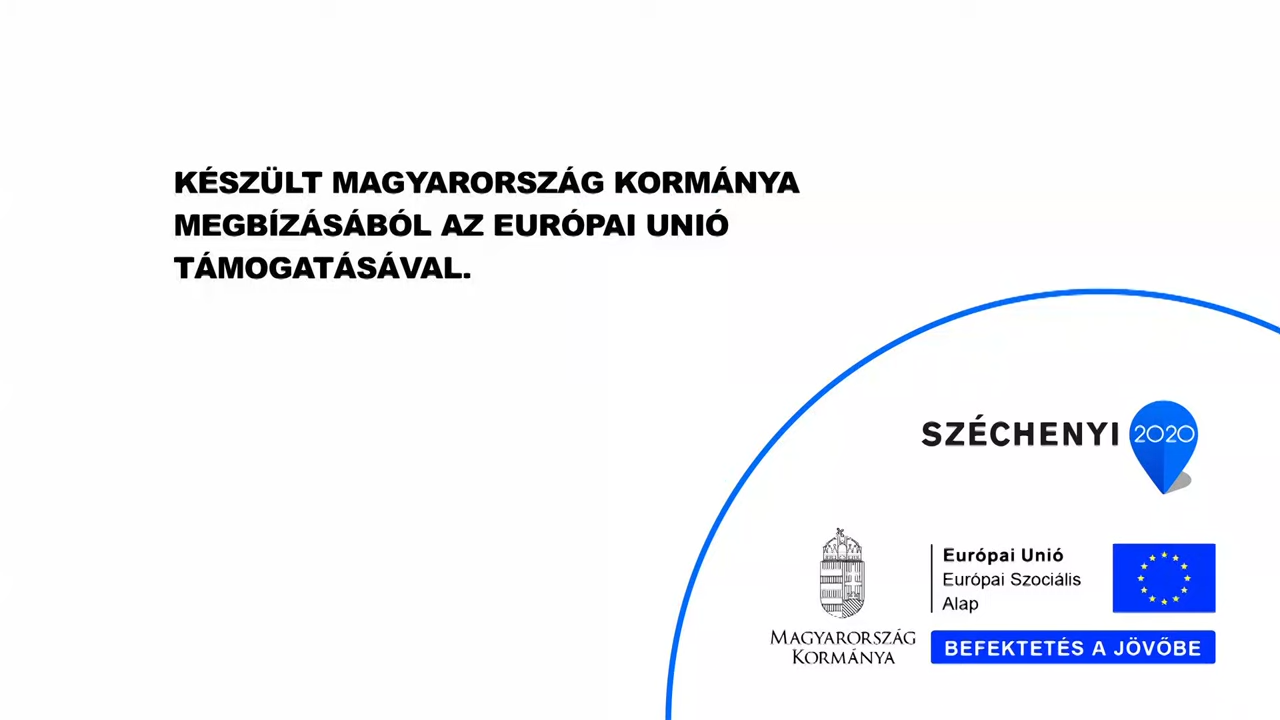 KÉSZÜLT MAGYARORSZÁG KORMÁNYA
MEGBÍZÁSÁBÓL AZ EURÓPAI UNIÓ
TÁMOGATÁSÁVAL.
SZÉCHENYI 2020
MAGYARORSZÁG
KORMÁNYA
Európai Unió
Európai Szociális
Alap
BEFEKTETÉS A JÖVŐBE